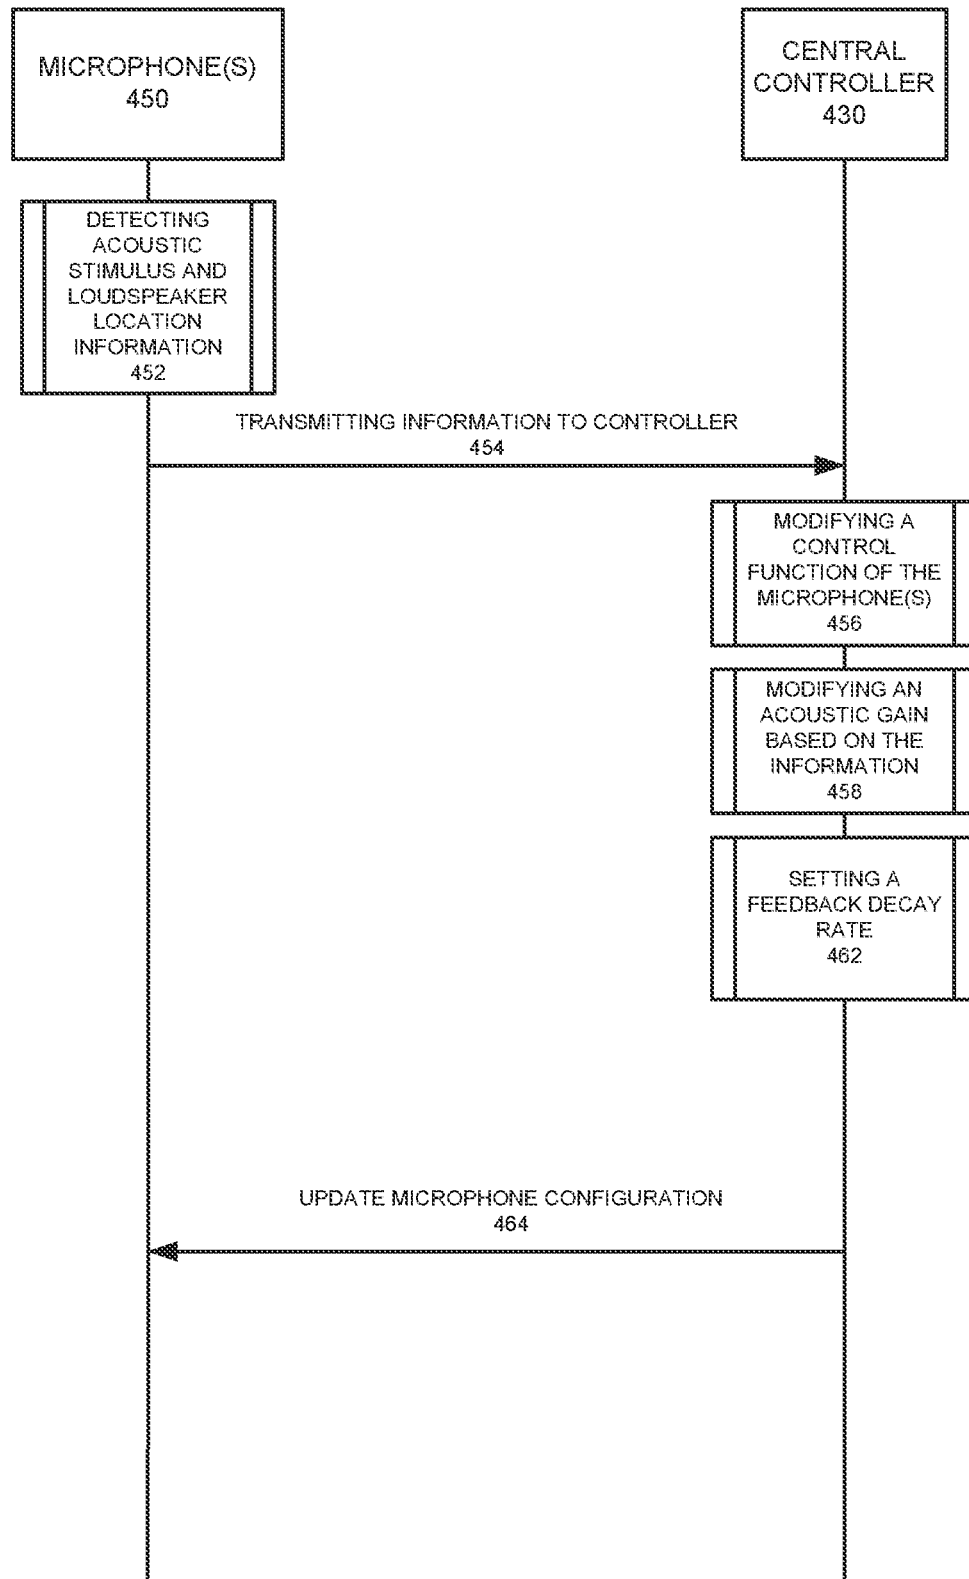 MICROPHONE(S)
450
CENTRAL
CONTROLLER
430
DETECTING
ACOUSTIC
STIMULUS AND
LOUDSPEAKER
LOCATION
INFORMATION
452
TRANSMITTING INFORMATION TO CONTROLLER
454
MODIFYING A
CONTROL
FUNCTION OF THE
MICROPHONE(S)
456
MODIFYING AN
ACOUSTIC GAIN
BASED ON THE
INFORMATION
458
SETTING A
FEEDBACK DECAY
RATE
462
UPDATE MICROPHONE CONFIGURATION
464